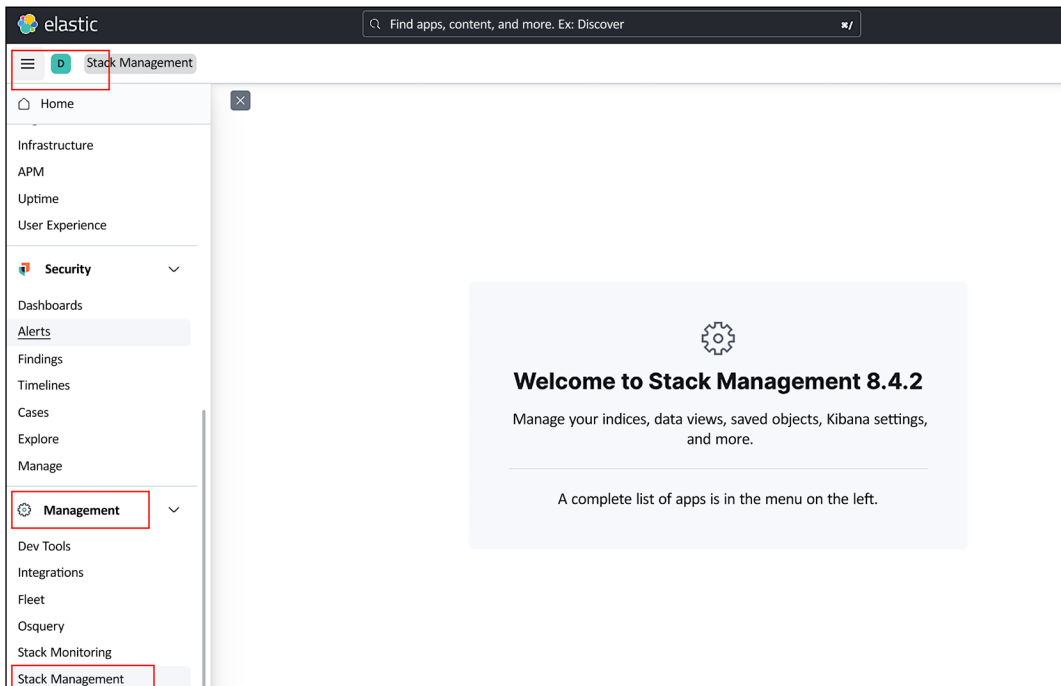 elastic
Find apps, content, and more. Ex: Discover
⌘/
D
Stack Management
Home
Infrastructure
APM
Uptime
User Experience
Security
Dashboards
Alerts
Findings
Timelines
Cases
Explore
Manage
Management
Dev Tools
Integrations
Fleet
Osquery
Stack Monitoring
Stack Management
Welcome to Stack Management 8.4.2
Manage your indices, data views, saved objects, Kibana settings,
and more.
A complete list of apps is in the menu on the left.